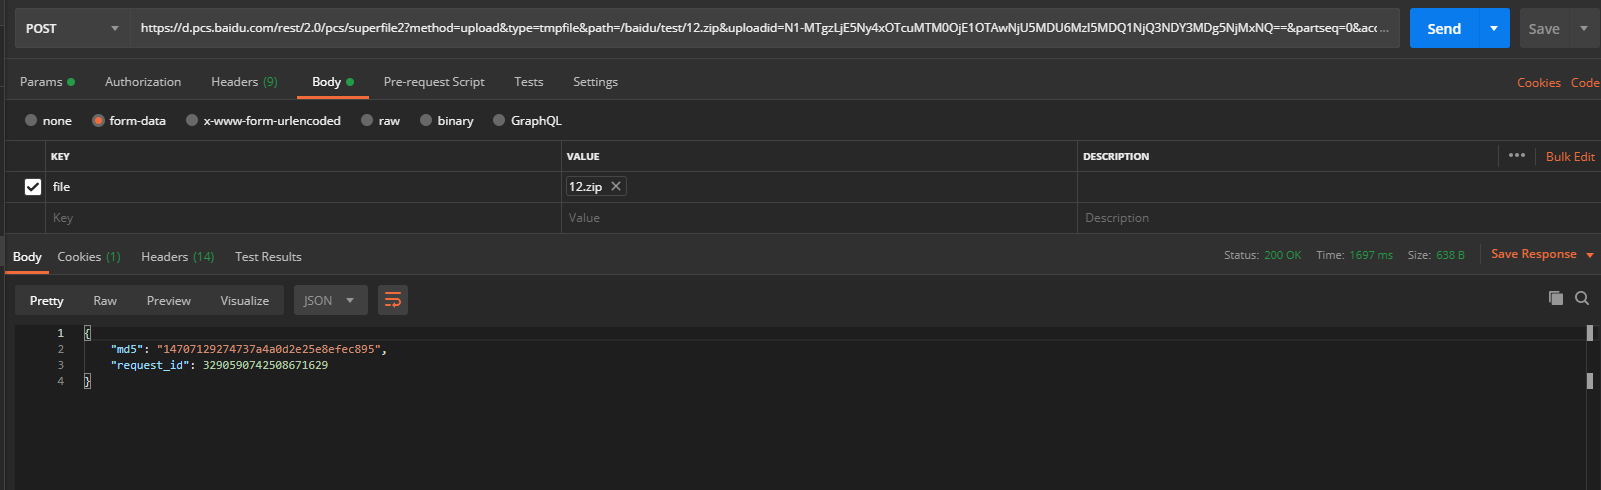 POST https://d.pcs.baidu.com/rest/2.0/pcs/superfile2?method=upload&type=tmpfile&path=/baidu/test/12.zip&uploadid=N1-MTgzLjE5Ny4xOTcuMTM0OjE1OTAwNjU5MDU6MzI5MDQ1NjQ3NDY3MDg5NjMxNQ==&partseq=0&acc... Send Save
Params Authorization Headers (9) Body Pre-request Script Tests Settings Cookies Code
none form-data x-www-form-urlencoded raw binary GraphQL
KEY VALUE DESCRIPTION ••• Bulk Edit
file 12.zip
Key Value Description
Body Cookies (1) Headers (14) Test Results Status: 200 OK Time: 1697 ms Size: 638 B Save Response
Pretty Raw Preview Visualize JSON
1 {
2 "md5": "14707129274737a4a0d2e25e8efec895",
3 "request_id": 3290590742508671629
4 }